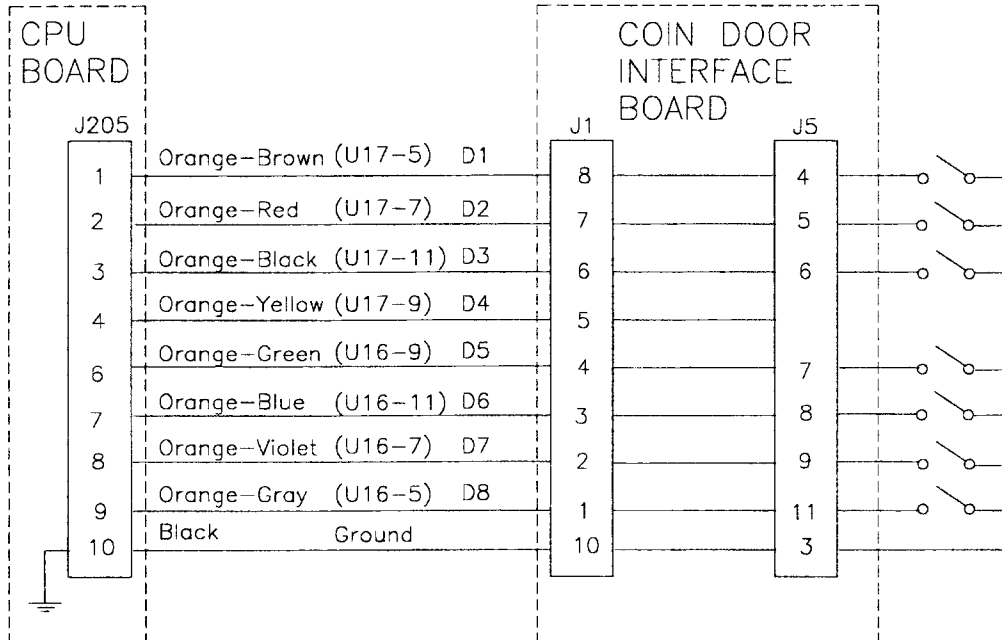 CPU
BOARD
COIN DOOR
INTERFACE
BOARD
J205
J1
J5
1 Orange-Brown (U17-5) D1 8 4
2 Orange-Red (U17-7) D2 7 5
3 Orange-Black (U17-11) D3 6 6
4 Orange-Yellow (U17-9) D4 5
6 Orange-Green (U16-9) D5 4 7
7 Orange-Blue (U16-11) D6 3 8
8 Orange-Violet (U16-7) D7 2 9
9 Orange-Gray (U16-5) D8 1 11
10 Black Ground 10 3